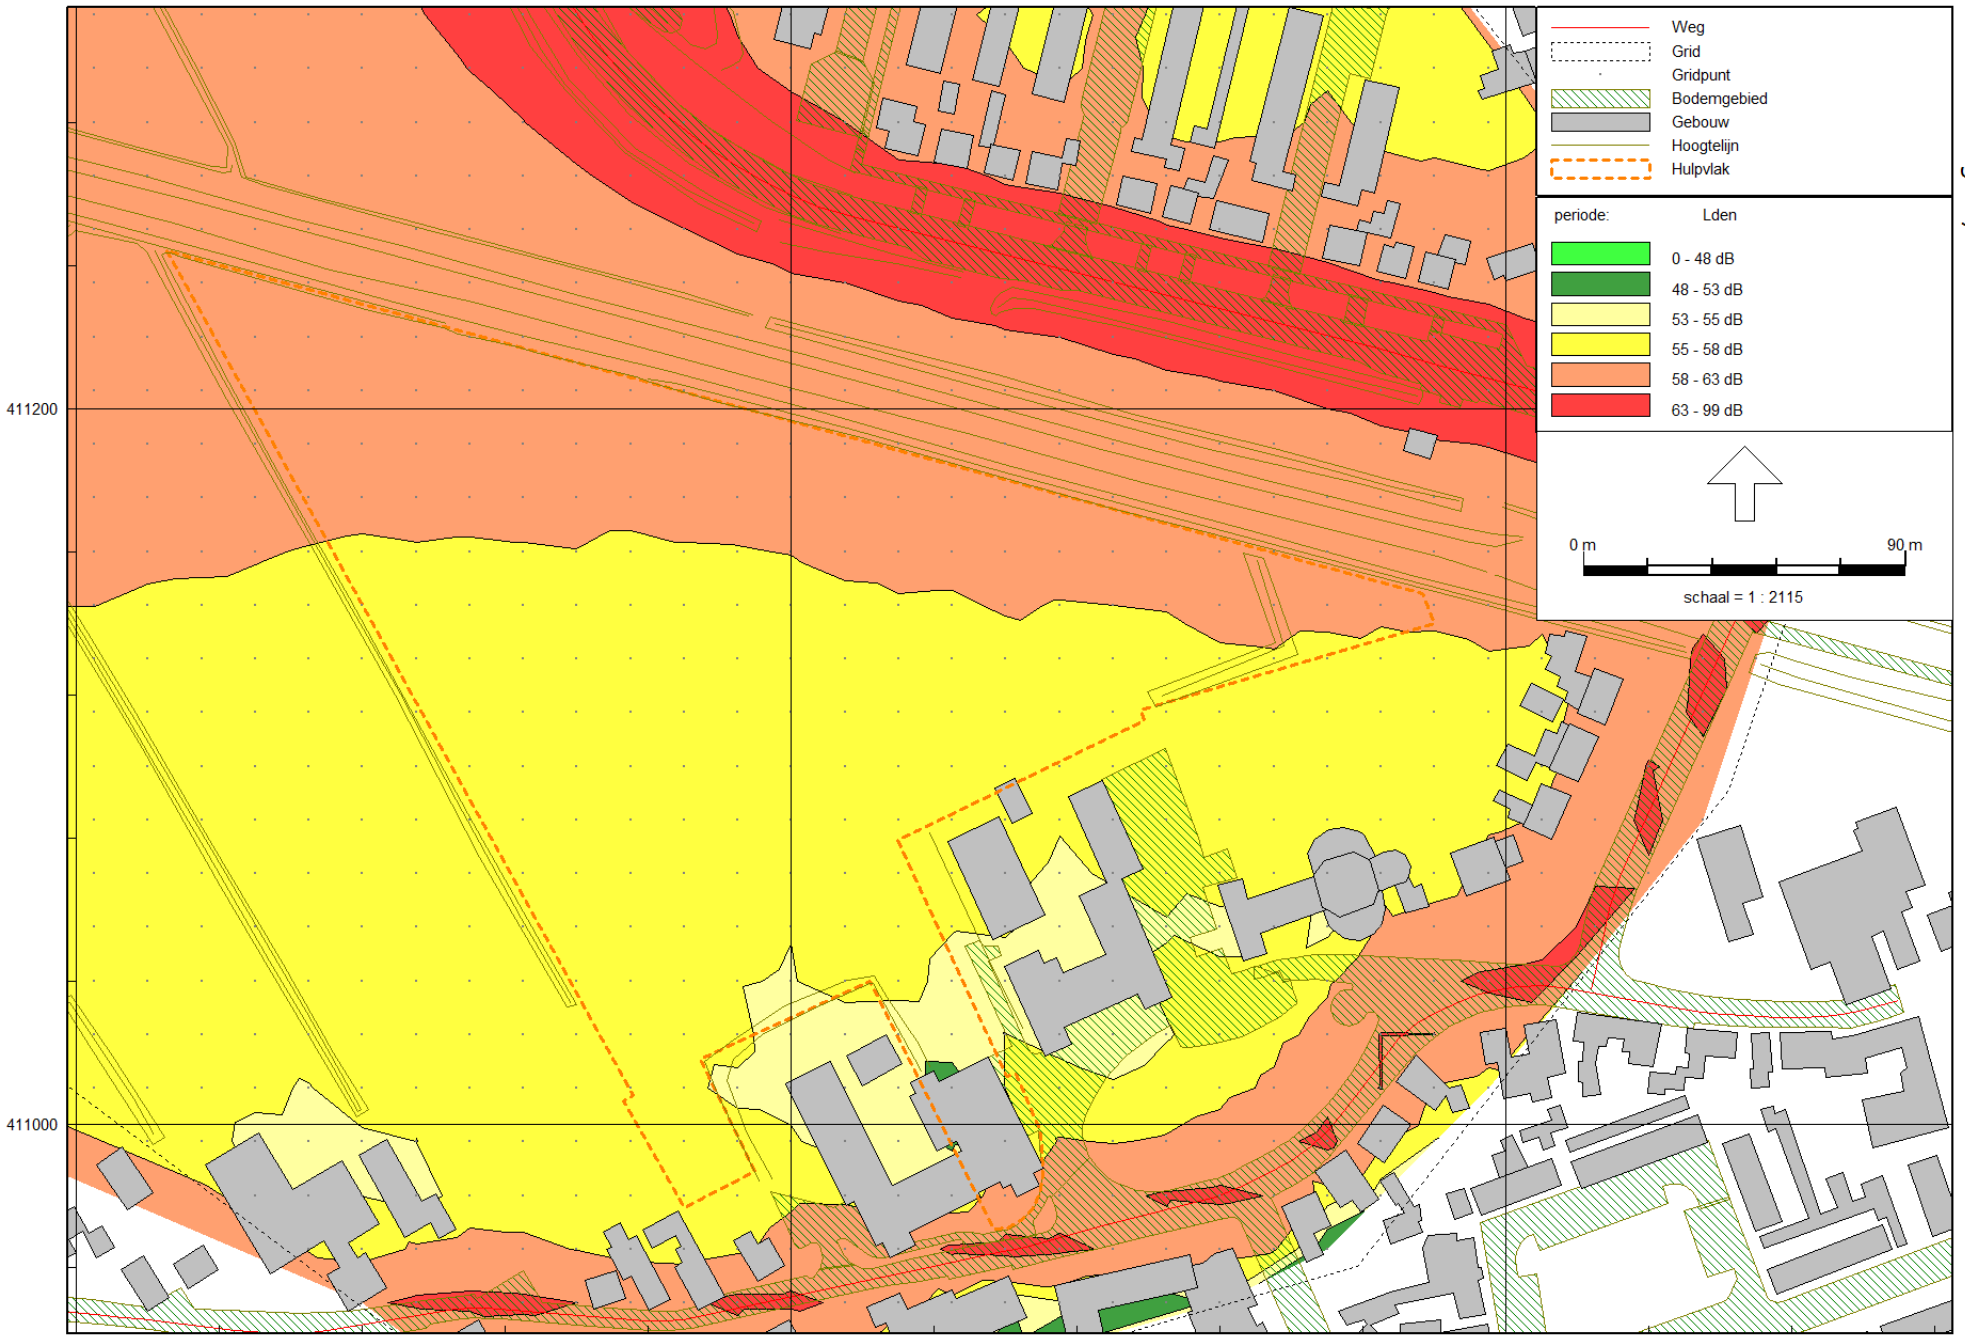 Weg
Grid
Gridpunt
Bodemgebied
Gebouw
Hoogtelijn
Hulpvlak
periode: Lden
0 - 48 dB
48 - 53 dB
53 - 55 dB
55 - 58 dB
58 - 63 dB
63 - 99 dB
411200
0 m 90 m
schaal = 1 : 2115
411000